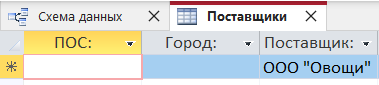 Схема данных Поставщики
ПОС: Город: Поставщик:
ООО "Овощи"